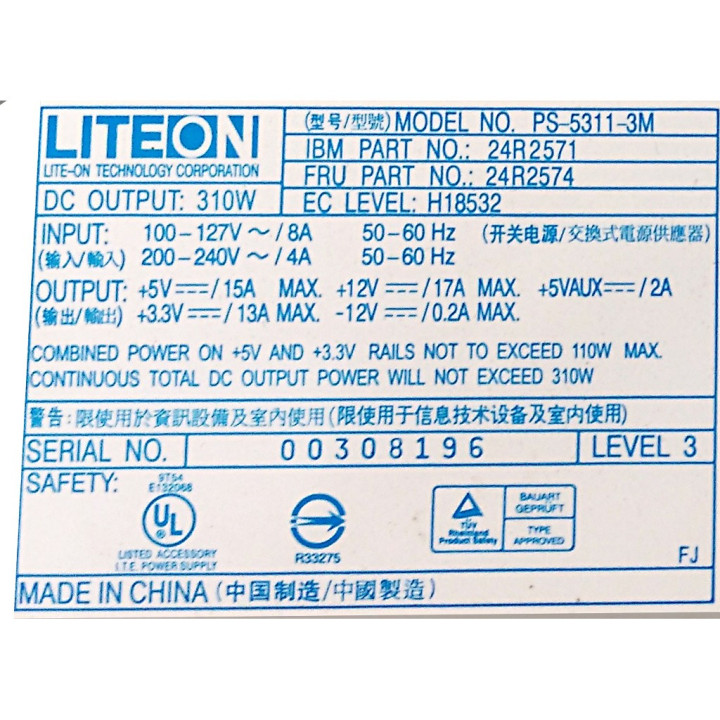 LITEON
LITE-ON TECHNOLOGY CORPORATION
DC OUTPUT: 310W
(型号/型號) MODEL NO. PS-5311-3M
IBM PART NO.: 24R2571
FRU PART NO.: 24R2574
EC LEVEL: H18532
INPUT: 100-127V ～/8A 50-60 Hz (开关电源/交換式電源供應器)
(输入/輸入) 200-240V ～/4A 50-60 Hz
OUTPUT: +5V⎓/15A MAX. +12V⎓/17A MAX. +5VAUX⎓/2A
(输出/輸出) +3.3V⎓/13A MAX. -12V⎓/0.2A MAX.
COMBINED POWER ON +5V AND +3.3V RAILS NOT TO EXCEED 110W MAX.
CONTINUOUS TOTAL DC OUTPUT POWER WILL NOT EXCEED 310W
警告:限使用於資訊設備及室內使用(限使用于信息技术设备及室内使用)
SERIAL NO. 00308196 LEVEL 3
SAFETY:
9T54
E132068
UL
LISTED ACCESSORY
I.T.E. POWER SUPPLY
R33275
TÜV
Rheinland
Product Safety
BAUART
GEPRÜFT
TYPE
APPROVED
FJ
MADE IN CHINA (中国制造/中國製造)